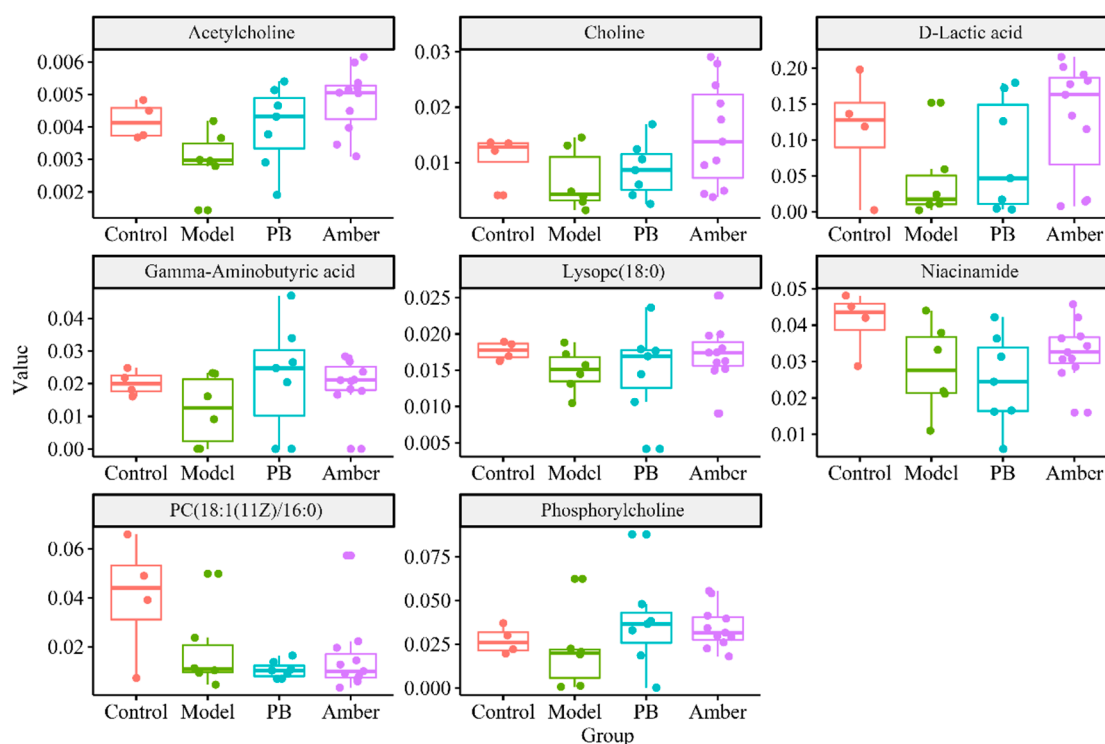 Acetylcholine
Choline
D-Lactic acid
0.006
0.005
0.004
0.003
0.002
0.03
0.02
0.01
0.20
0.15
0.10
0.05
0.00
Control Model PB Amber
Control Model PB Amber
Control Model PB Amber
Gamma-Aminobutyric acid
Lysopc(18:0)
Niacinamide
0.04
0.03
0.02
0.01
0.00
0.025
0.020
0.015
0.010
0.005
0.05
0.04
0.03
0.02
0.01
Value
Control Model PB Amber
Control Model PB Amber
Control Model PB Amber
PC(18:1(11Z)/16:0)
Phosphorylcholine
0.06
0.04
0.02
0.075
0.050
0.025
0.000
Control Model PB Amber
Control Model PB Amber
Group